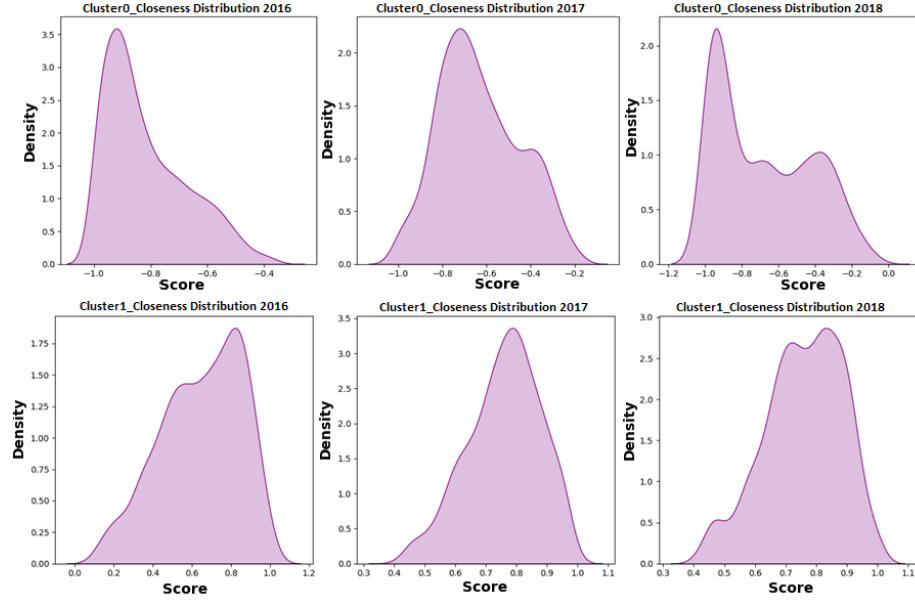 Cluster0_Closeness Distribution 2016
Cluster0_Closeness Distribution 2017
Cluster0_Closeness Distribution 2018
Density
3.5
3.0
2.5
2.0
1.5
1.0
0.5
0.0
−1.0 −0.8 −0.6 −0.4
Score
Density
2.0
1.5
1.0
0.5
0.0
−1.0 −0.8 −0.6 −0.4 −0.2
Score
Density
2.0
1.5
1.0
0.5
0.0
−1.2 −1.0 −0.8 −0.6 −0.4 −0.2 0.0
Score
Cluster1_Closeness Distribution 2016
Cluster1_Closeness Distribution 2017
Cluster1_Closeness Distribution 2018
Density
1.75
1.50
1.25
1.00
0.75
0.50
0.25
0.00
0.0 0.2 0.4 0.6 0.8 1.0 1.2
Score
Density
3.5
3.0
2.5
2.0
1.5
1.0
0.5
0.0
0.3 0.4 0.5 0.6 0.7 0.8 0.9 1.0 1.1
Score
Density
3.0
2.5
2.0
1.5
1.0
0.5
0.0
0.3 0.4 0.5 0.6 0.7 0.8 0.9 1.0 1.1
Score